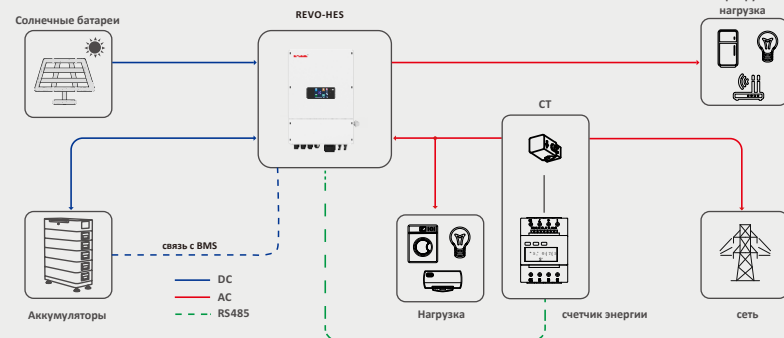 нагрузка
Солнечные батареи
REVO-HES
CT
связь с BMS
DC
AC
RS485
Аккумуляторы
Нагрузка
счетчик энергии
сеть